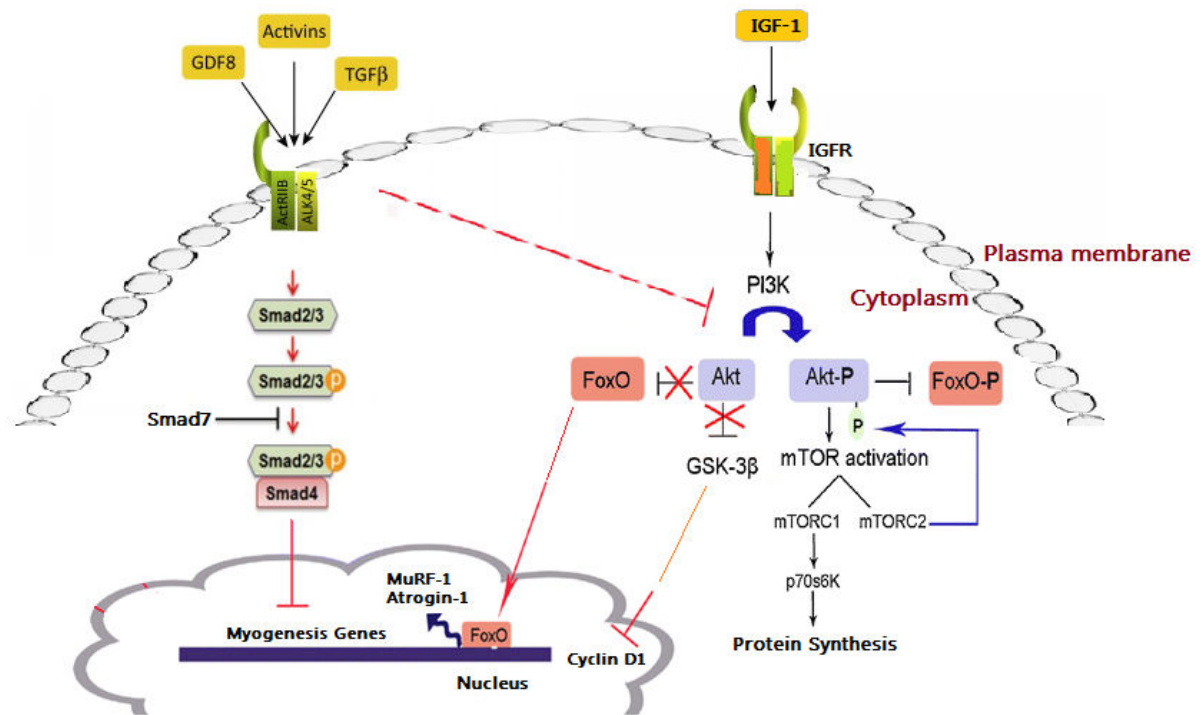 Activins
GDF8
TGFβ
IGF-1
ActRIIB
ALK4/5
IGFR
Plasma membrane
Cytoplasm
PI3K
Smad2/3
Smad2/3 p
Smad7
Smad2/3 p
Smad4
FoxO
Akt
Akt-P
FoxO-P
P
GSK-3β
mTOR activation
mTORC1
mTORC2
p70s6K
Protein Synthesis
MuRF-1
Atrogin-1
Myogenesis Genes
FoxO
Cyclin D1
Nucleus